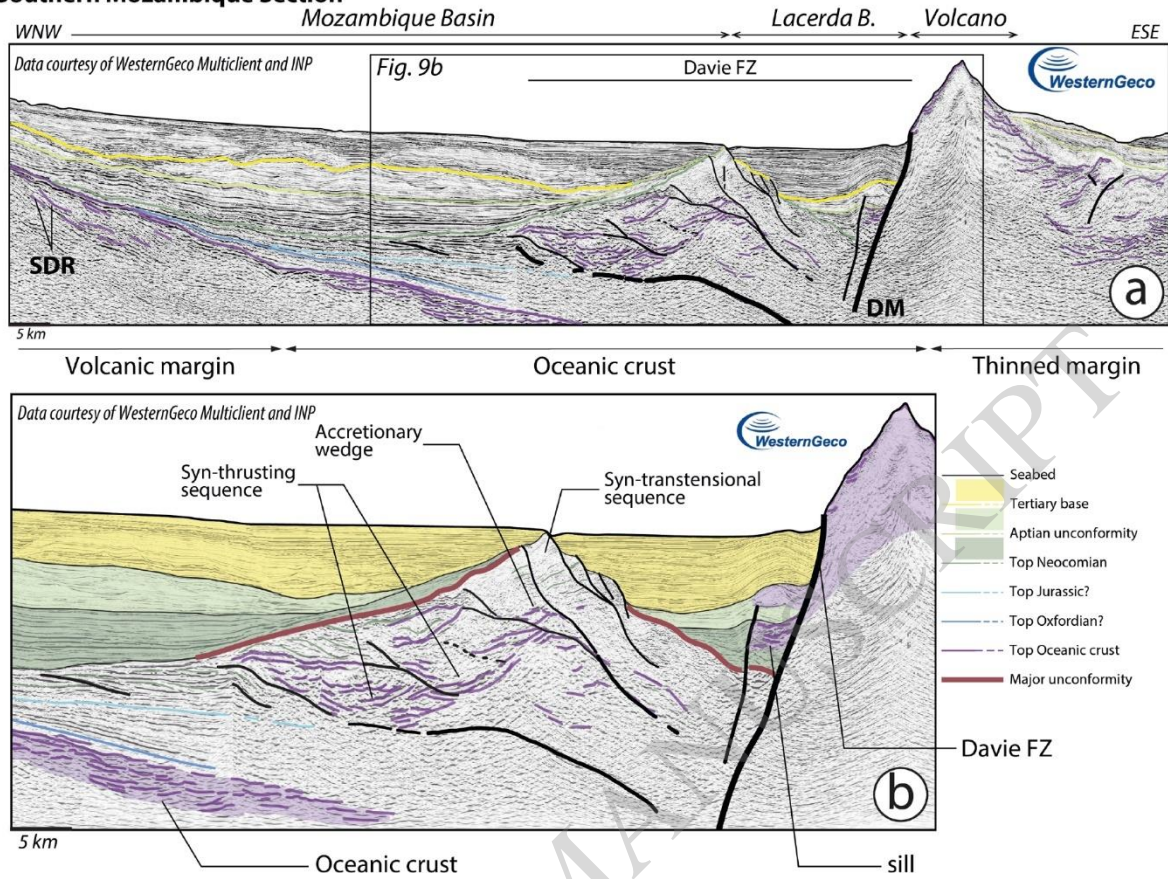 Southern Mozambique Section
WNW
Mozambique Basin
Lacerda B.
Volcano
ESE
Data courtesy of WesternGeco Multiclient and INP
Fig. 9b
Davie FZ
WesternGeco
SDR
DM
a
5 km
Volcanic margin
Oceanic crust
Thinned margin
Data courtesy of WesternGeco Multiclient and INP
WesternGeco
Accretionary
wedge
Syn-thrusting
sequence
Syn-transtensional
sequence
Seabed
Tertiary base
Aptian unconformity
Top Neocomian
Top Jurassic?
Top Oxfordian?
Top Oceanic crust
Major unconformity
Davie FZ
b
5 km
Oceanic crust
sill
MANUSCRIPT